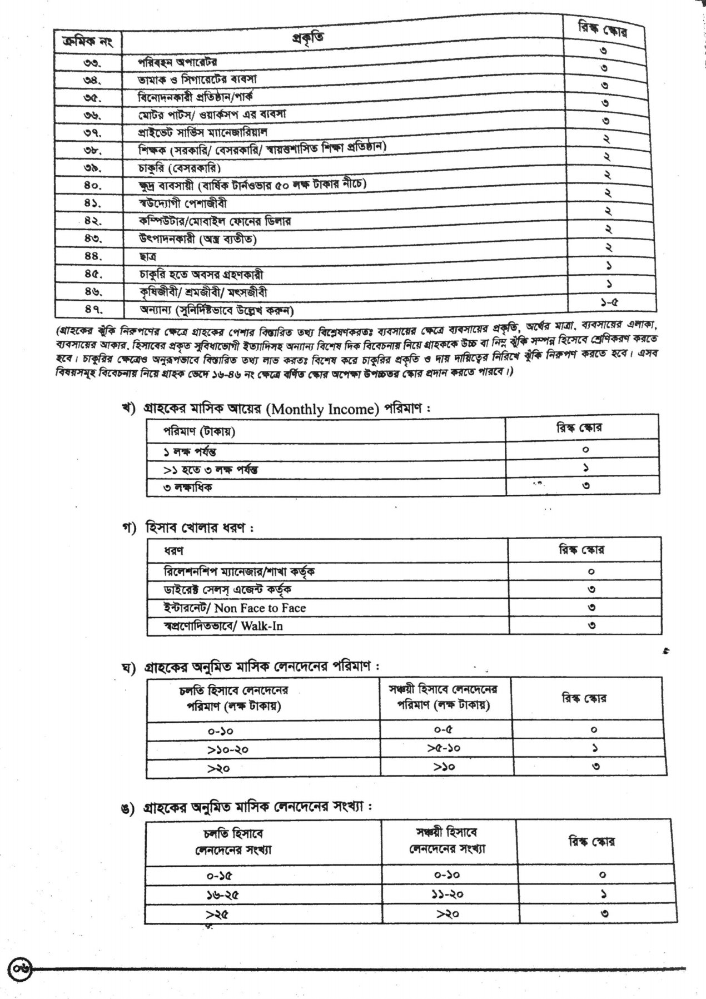 ক্রমিক নং প্রকৃতি রিস্ক স্কোর
৩৩. পরিবহন অপারেটর ৩
৩৪. তামাক ও সিগারেটের ব্যবসা ৩
৩৫. বিনোদনকারী প্রতিষ্ঠান/পার্ক ৩
৩৬. মোটর পার্টস/ ওয়ার্কসপ এর ব্যবসা ৩
৩৭. প্রাইভেট সার্ভিস ম্যানেজারিয়াল ৩
৩৮. শিক্ষক (সরকারি/ বেসরকারি/ স্বায়ত্তশাসিত শিক্ষা প্রতিষ্ঠান) ২
৩৯. চাকুরি (বেসরকারি) ২
৪০. ক্ষুদ্র ব্যবসায়ী (বার্ষিক টার্নওভার ৫০ লক্ষ টাকার নীচে) ২
৪১. স্বউদ্যোগী পেশাজীবী ২
৪২. কম্পিউটার/মোবাইল ফোনের ডিলার ২
৪৩. উৎপাদনকারী (অস্ত্র ব্যতীত) ২
৪৪. ছাত্র ২
৪৫. চাকুরি হতে অবসর গ্রহণকারী ১
৪৬. কৃষিজীবী/ শ্রমজীবী/ মৎসজীবী ১
৪৭. অন্যান্য (সুনির্দিষ্টভাবে উল্লেখ করুন) ১-৫
(গ্রাহকের ঝুঁকি নিরূপণের ক্ষেত্রে গ্রাহকের পেশার বিস্তারিত তথ্য বিশ্লেষণকরতঃ ব্যবসায়ের ক্ষেত্রে ব্যবসায়ের প্রকৃতি, অর্থের মাত্রা, ব্যবসায়ের এলাকা,
ব্যবসায়ের আকার, হিসাবের প্রকৃত সুবিধাভোগী ইত্যাদিসহ অন্যান্য বিশেষ দিক বিবেচনায় নিয়ে গ্রাহককে উচ্চ বা নিম্ন ঝুঁকি সম্পন্ন হিসেবে শ্রেণিকরণ করতে
হবে। চাকুরির ক্ষেত্রেও অনুরূপভাবে বিস্তারিত তথ্য লাভ করতঃ বিশেষ করে চাকুরির প্রকৃতি ও দায় দায়িত্বের নিরিখে ঝুঁকি নিরূপণ করতে হবে। এসব
বিষয়সমূহ বিবেচনায় নিয়ে গ্রাহক ভেদে ১৬-৪৬ নং ক্ষেত্রে বর্ণিত স্কোর অপেক্ষা উপচ্চতর স্কোর প্রদান করতে পারবে।)
খ) গ্রাহকের মাসিক আয়ের (Monthly Income) পরিমাণ :
পরিমাণ (টাকায়) রিস্ক স্কোর
১ লক্ষ পর্যন্ত ০
>১ হতে ৩ লক্ষ পর্যন্ত ১
৩ লক্ষাধিক ৩
গ) হিসাব খোলার ধরণ :
ধরণ রিস্ক স্কোর
রিলেশনশিপ ম্যানেজার/শাখা কর্তৃক ০
ডাইরেক্ট সেলস্ এজেন্ট কর্তৃক ৩
ইন্টারনেট/ Non Face to Face ৩
স্বপ্রণোদিতভাবে/ Walk-In ৩
ঘ) গ্রাহকের অনুমিত মাসিক লেনদেনের পরিমাণ :
চলতি হিসাবে লেনদেনের সঞ্চয়ী হিসাবে লেনদেনের রিস্ক স্কোর
পরিমাণ (লক্ষ টাকায়) পরিমাণ (লক্ষ টাকায়)
০-১০ ০-৫ ০
>১০-২০ >৫-১০ ১
>২০ >১০ ৩
ঙ) গ্রাহকের অনুমিত মাসিক লেনদেনের সংখ্যা :
চলতি হিসাবে সঞ্চয়ী হিসাবে রিস্ক স্কোর
লেনদেনের সংখ্যা লেনদেনের সংখ্যা
০-১৫ ০-১০ ০
১৬-২৫ ১১-২০ ১
>২৫ >২০ ৩
০৬